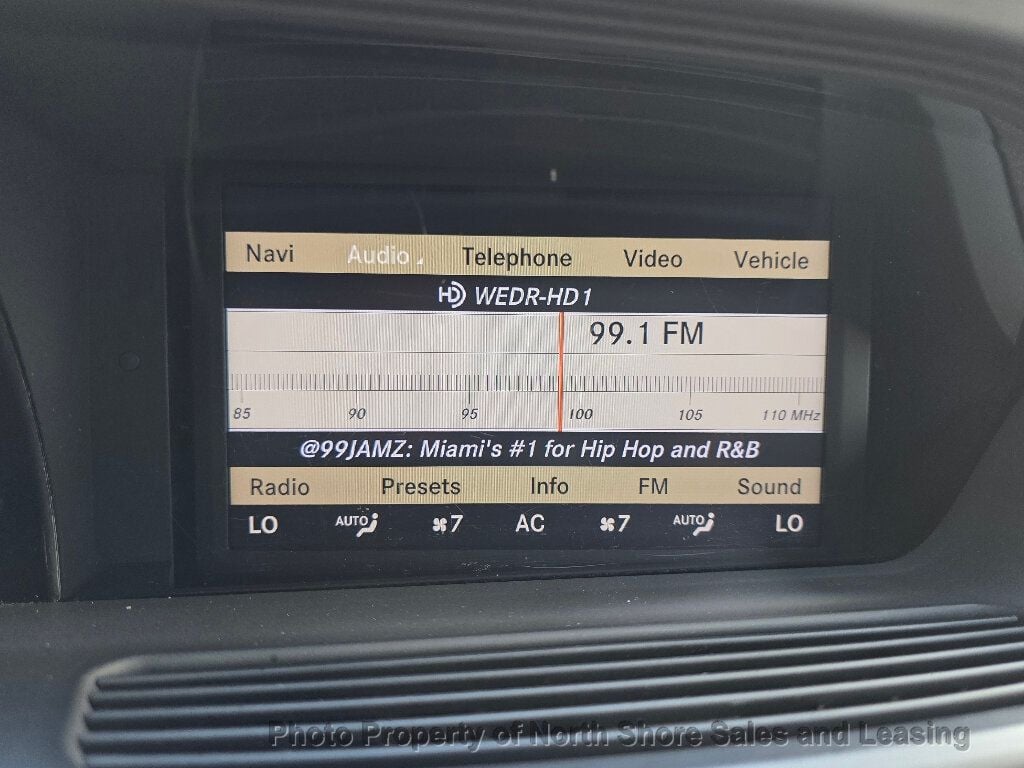 Navi Audio Telephone Video Vehicle
HD WEDR-HD1
99.1 FM
85 90 95 100 105 110 MHz
@99JAMZ: Miami's #1 for Hip Hop and R&B
Radio Presets Info FM Sound
LO AUTO 7 AC 7 AUTO LO
Photo Property of North Shore Sales and Leasing